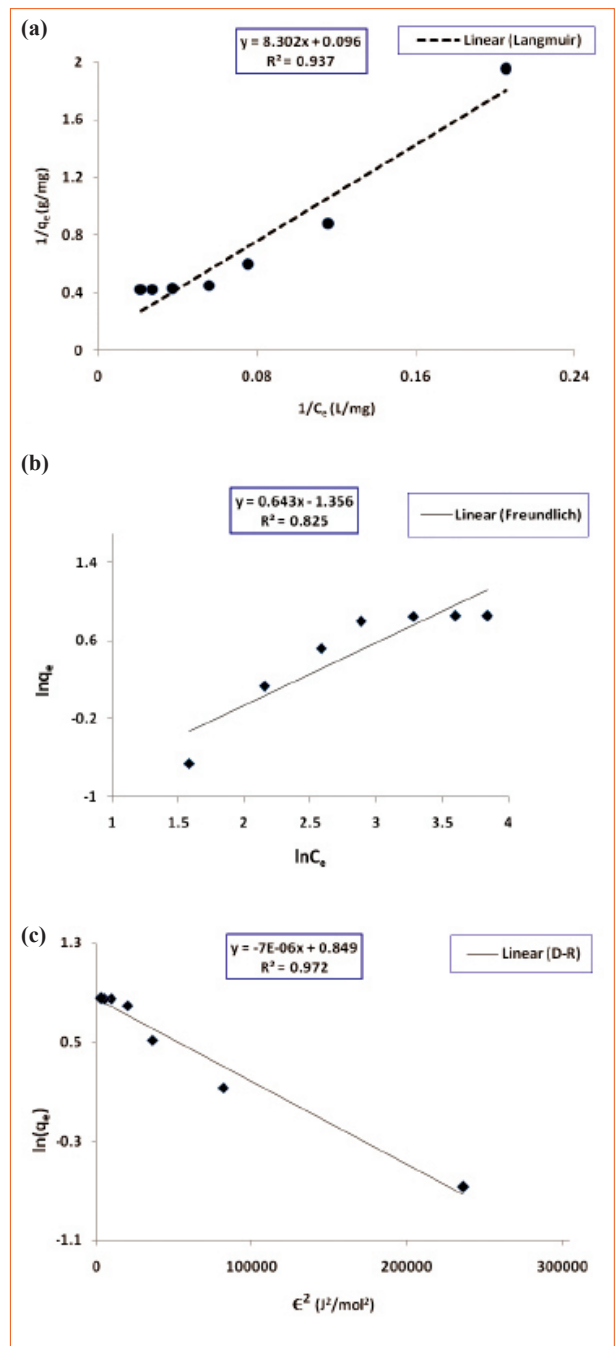 (a)
y = 8.302x + 0.096
R² = 0.937
Linear (Langmuir)
2
1.6
1.2
0.8
0.4
0
1/qₑ (g/mg)
0 0.08 0.16 0.24
1/Cₑ (L/mg)
(b)
y = 0.643x - 1.356
R² = 0.825
Linear (Freundlich)
1.4
0.6
-0.2
-1
lnqₑ
1 1.5 2 2.5 3 3.5 4
lnCₑ
(c)
y = -7E-06x + 0.849
R² = 0.972
Linear (D-R)
1.3
0.5
-0.3
-1.1
ln(qₑ)
0 100000 200000 300000
Є² (J²/mol²)